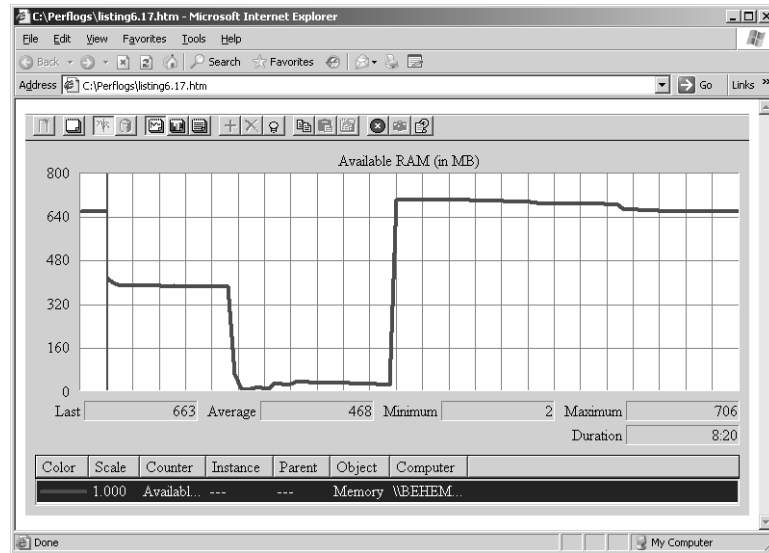 C:\Perflogs\listing6.17.htm - Microsoft Internet Explorer
File Edit View Favorites Tools Help
Back Search Favorites
Address C:\Perflogs\listing6.17.htm Go Links »
Available RAM (in MB)
800
640
480
320
160
0
Last 663 Average 468 Minimum 2 Maximum 706
Duration 8:20
Color Scale Counter Instance Parent Object Computer
1.000 Availabl... --- --- Memory \\BEHEM...
Done My Computer